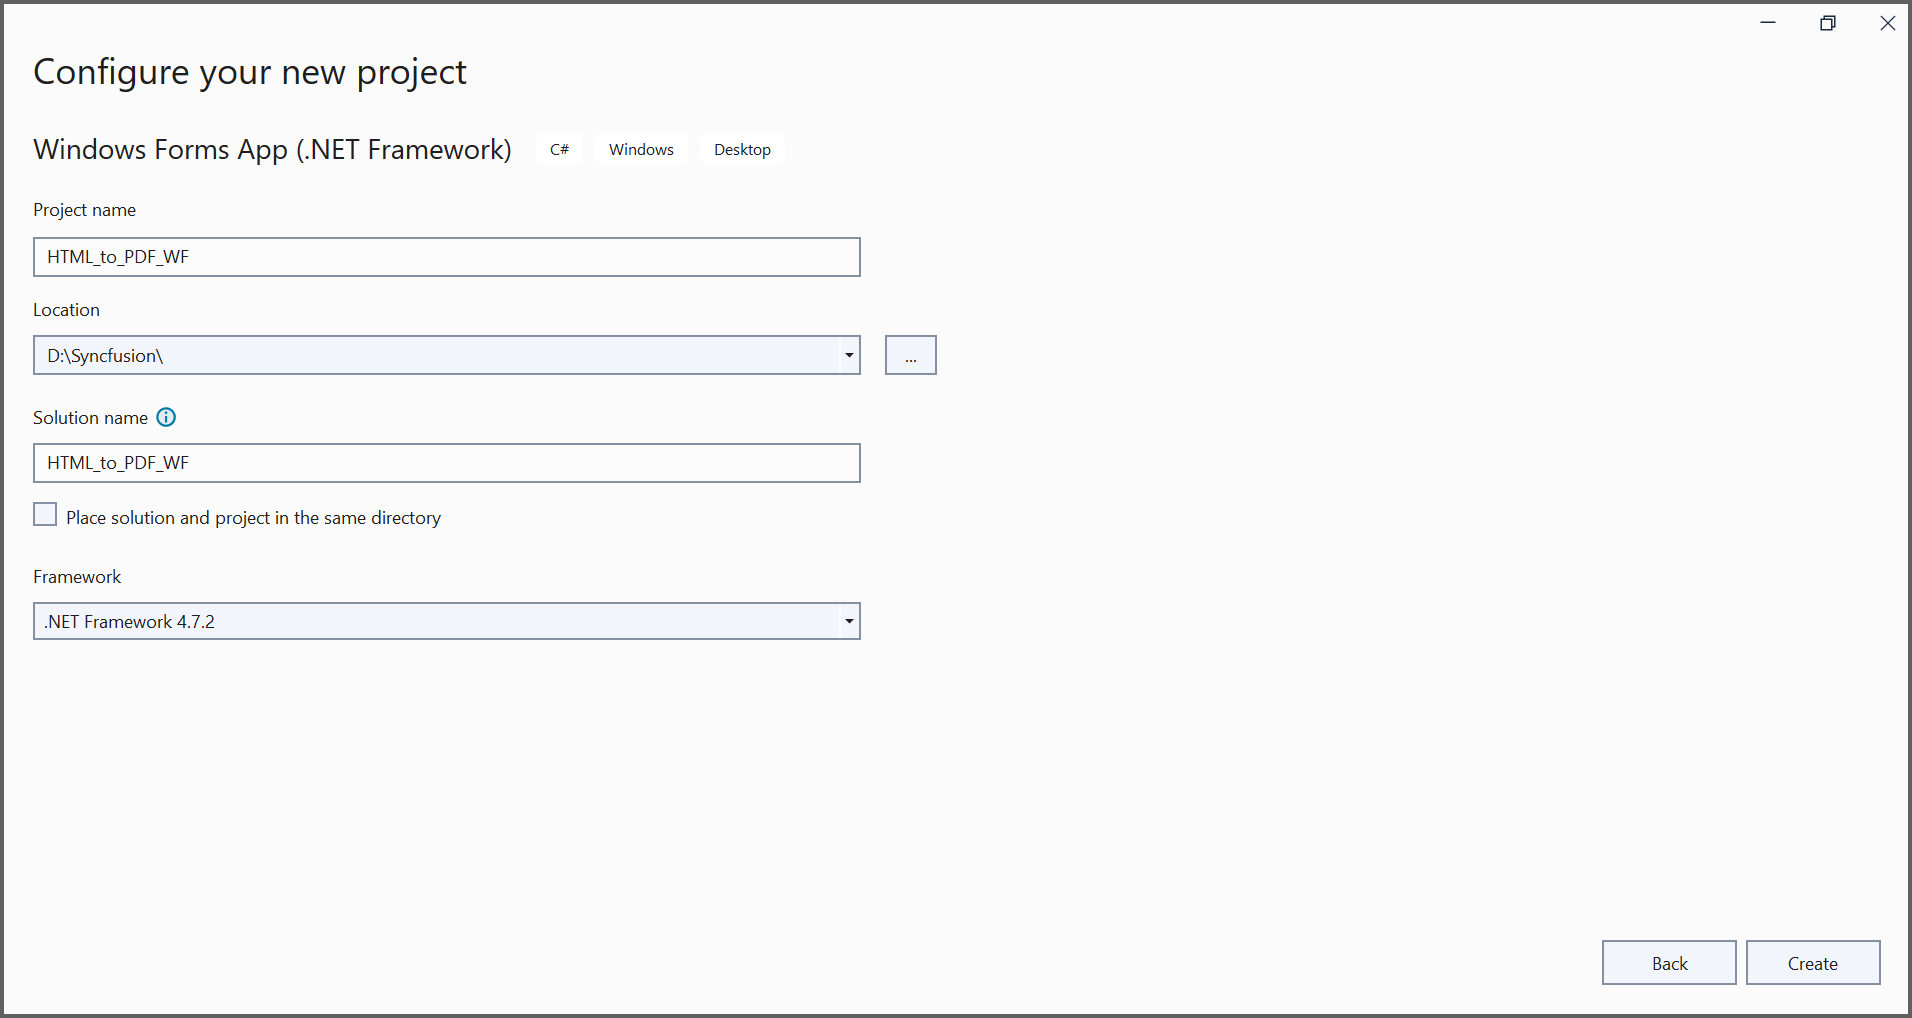 Configure your new project
Windows Forms App (.NET Framework) C# Windows Desktop
Project name
HTML_to_PDF_WF
Location
D:\Syncfusion\
...
Solution name
HTML_to_PDF_WF
Place solution and project in the same directory
Framework
.NET Framework 4.7.2
Back Create